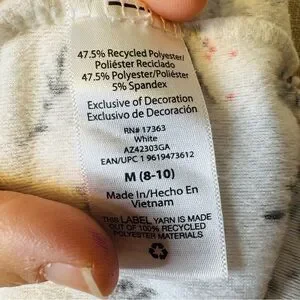 47.5% Recycled Polyester/
Poliéster Reciclado
47.5% Polyester/Poliéster
5% Spandex
Exclusive of Decoration
Exclusivo de Decoración
RN# 17363
White
AZ42303GA
EAN/UPC 1 9619473612
M (8-10)
Made In/Hecho En
Vietnam
THIS LABEL YARN IS MADE
OUT OF 100% RECYCLED
POLYESTER MATERIALS